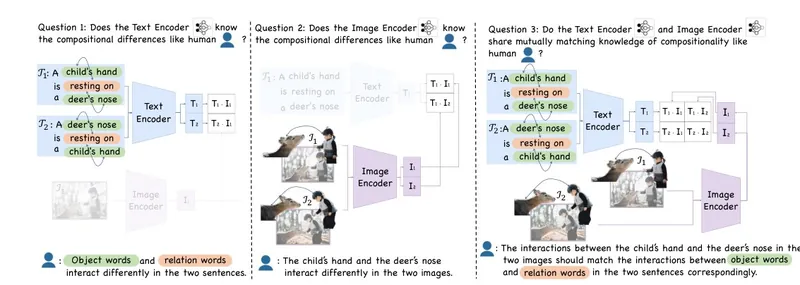 Question 1: Does the Text Encoder know
the compositional differences like human ?
𝒯₁: A child's hand
is resting on
a deer's nose
𝒯₂: A deer's nose
is resting on
a child's hand
Text
Encoder
T₁ T₁ · I₁
T₂ T₂ · I₁
Image
Encoder
I₁
: Object words and relation words
interact differently in the two sentences.
Question 2: Does the Image Encoder know
the compositional differences like human ?
𝒯₁: A child's hand
is resting on
a deer's nose
Text
Encoder
T₁
T₁ · I₁
T₁ · I₂
ℐ₁
ℐ₂
Image
Encoder
I₁
I₂
: The child's hand and the deer's nose
interact differently in the two images.
Question 3: Do the Text Encoder and Image Encoder
share mutually matching knowledge of compositionality like
human ?
𝒯₁: A child's hand
is resting on
a deer's nose
𝒯₂: A deer's nose
is resting on
a child's hand
Text
Encoder
T₁ T₁ · I₁ T₁ · I₂ I₁
T₂ T₂ · I₁ T₂ · I₂ I₂
ℐ₁
ℐ₂
Image
Encoder
: The interactions between the child's hand and the deer's nose in the
two images should match the interactions between object words
and relation words in the two sentences correspondingly.